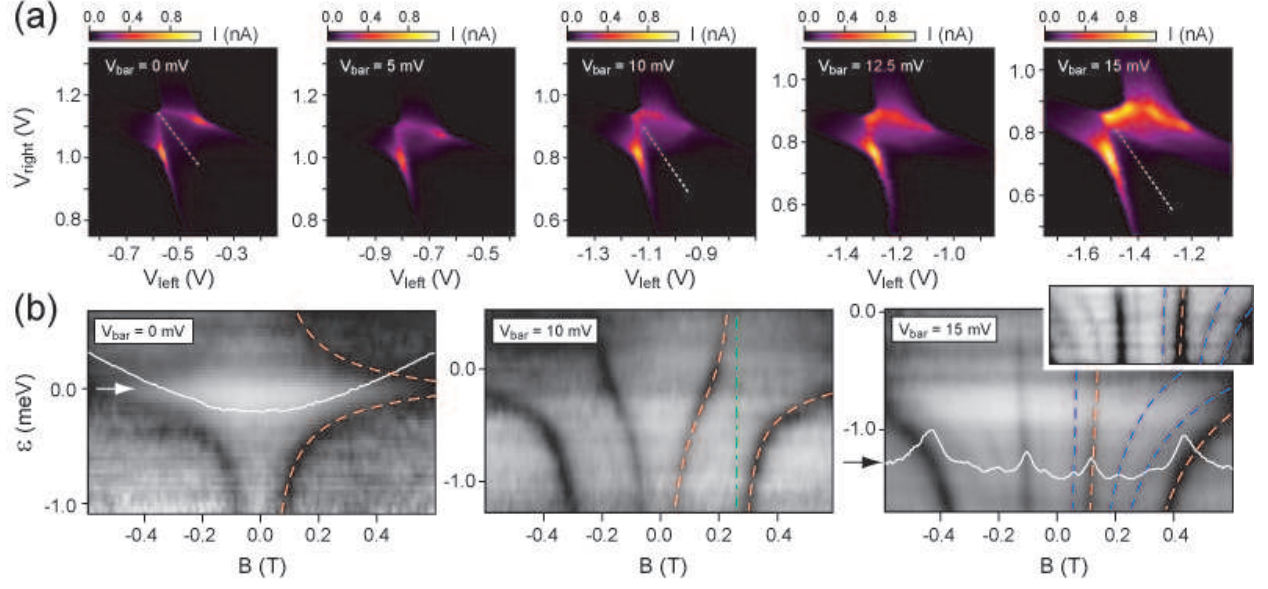 (a)
0.0 0.4 0.8 I (nA)
0.0 0.4 0.8 I (nA)
0.0 0.4 0.8 I (nA)
0.0 0.4 0.8 I (nA)
0.0 0.4 0.8 I (nA)
Vbar = 0 mV
Vbar = 5 mV
Vbar = 10 mV
Vbar = 12.5 mV
Vbar = 15 mV
Vright (V)
1.2
1.0
0.8
1.2
1.0
0.8
1.0
0.8
0.6
1.0
0.8
0.6
1.0
0.8
0.6
-0.7 -0.5 -0.3
-0.9 -0.7 -0.5
-1.3 -1.1 -0.9
-1.4 -1.2 -1.0
-1.6 -1.4 -1.2
Vleft (V)
Vleft (V)
Vleft (V)
(b)
Vbar = 0 mV
Vbar = 10 mV
Vbar = 15 mV
ε (meV)
0.0
-1.0
0.0
-1.0
-0.0
-1.0
-0.4 -0.2 0.0 0.2 0.4
-0.4 -0.2 0.0 0.2 0.4
-0.4 -0.2 0.0 0.2 0.4
B (T)
B (T)
B (T)